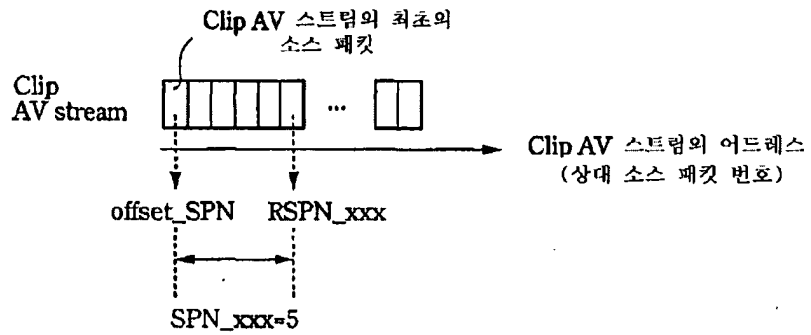 Clip AV 스트림의 최초의
소스 패킷
Clip
AV stream
...
Clip AV 스트림의 어드레스
(상대 소스 패킷 번호)
offset_SPN RSPN_xxx
SPN_xxx=5